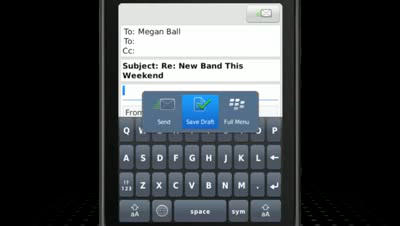 To: Megan Ball
To:
Cc:
Subject: Re: New Band This
Weekend
Send Save Draft Full Menu
From
Q W E R T Y U I O P
A S D F G H J K L
!?
123 Z X C V B N M .
aA space sym aA